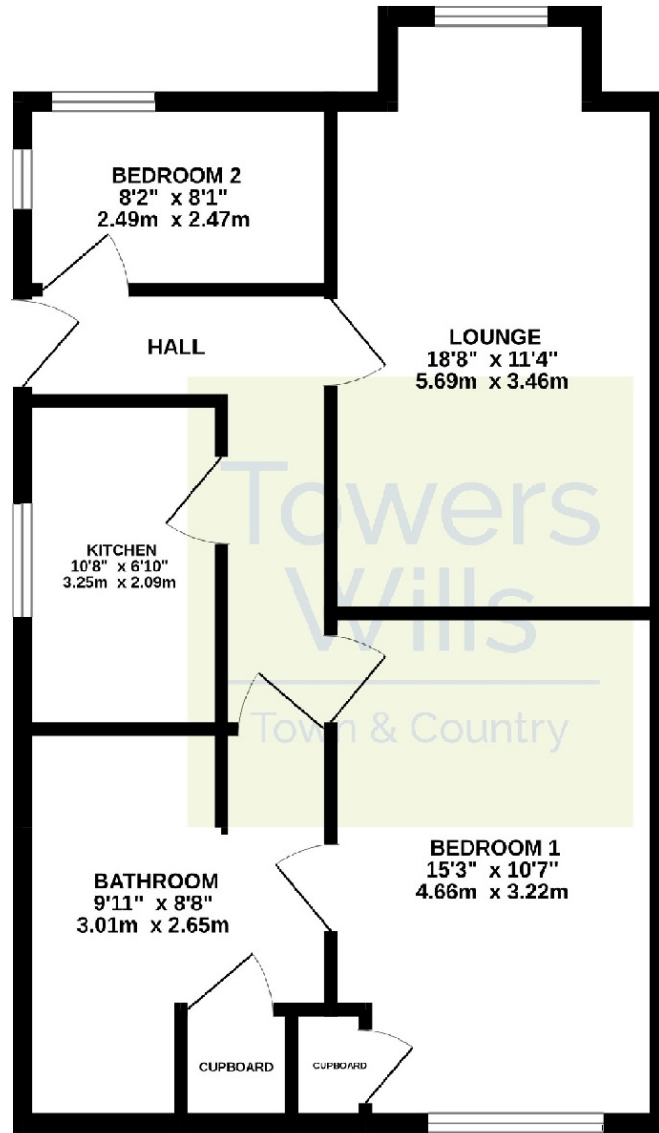 BEDROOM 2
8'2" x 8'1"
2.49m x 2.47m
HALL
LOUNGE
18'8" x 11'4"
5.69m x 3.46m
Towers
Wills
Town & Country
KITCHEN
10'8" x 6'10"
3.25m x 2.09m
BEDROOM 1
15'3" x 10'7"
4.66m x 3.22m
BATHROOM
9'11" x 8'8"
3.01m x 2.65m
CUPBOARD
CUPBOARD